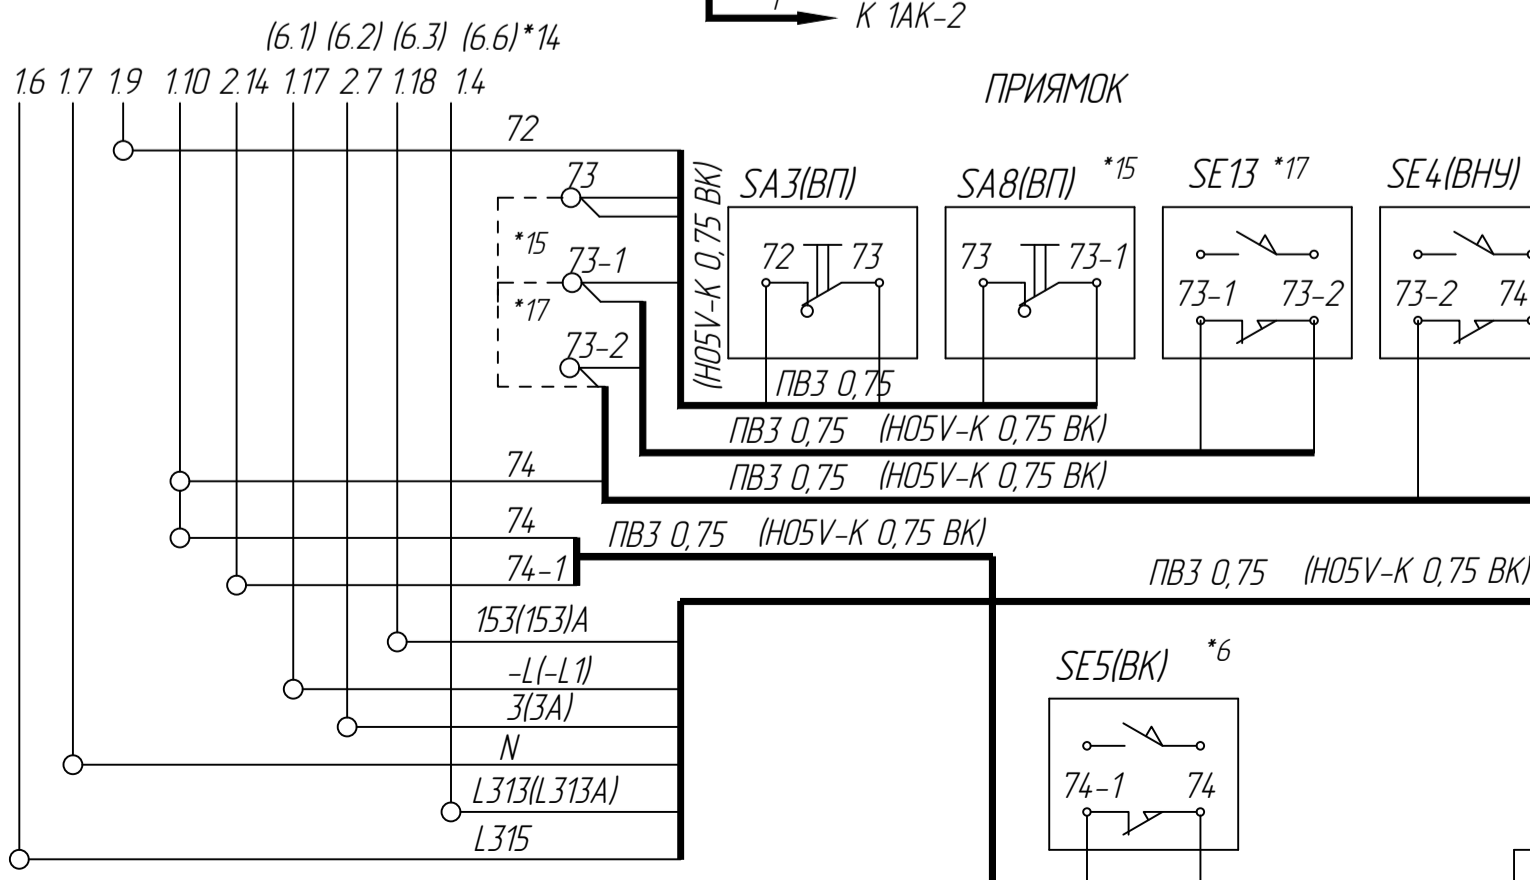 К 1АК-2
(6.1) (6.2) (6.3) (6.6)*14
1.6 1.7 1.9 1.10 2.14 1.17 2.7 1.18 1.4
ПРИЯМОК
72
73
*15
73-1
*17
73-2
(H05V-K 0,75 BK)
SA3(ВП)
72 73
SA8(ВП) *15
73 73-1
SE13 *17
73-1 73-2
SE4(ВНУ)
73-2 74
ПВ3 0,75
ПВ3 0,75 (H05V-K 0,75 BK)
ПВ3 0,75 (H05V-K 0,75 BK)
74
74
ПВ3 0,75 (H05V-K 0,75 BK)
74-1
ПВ3 0,75 (H05V-K 0,75 BK)
153(153)А
-L(-L1)
3(3А)
N
L313(L313A)
L315
SE5(ВК) *6
74-1 74